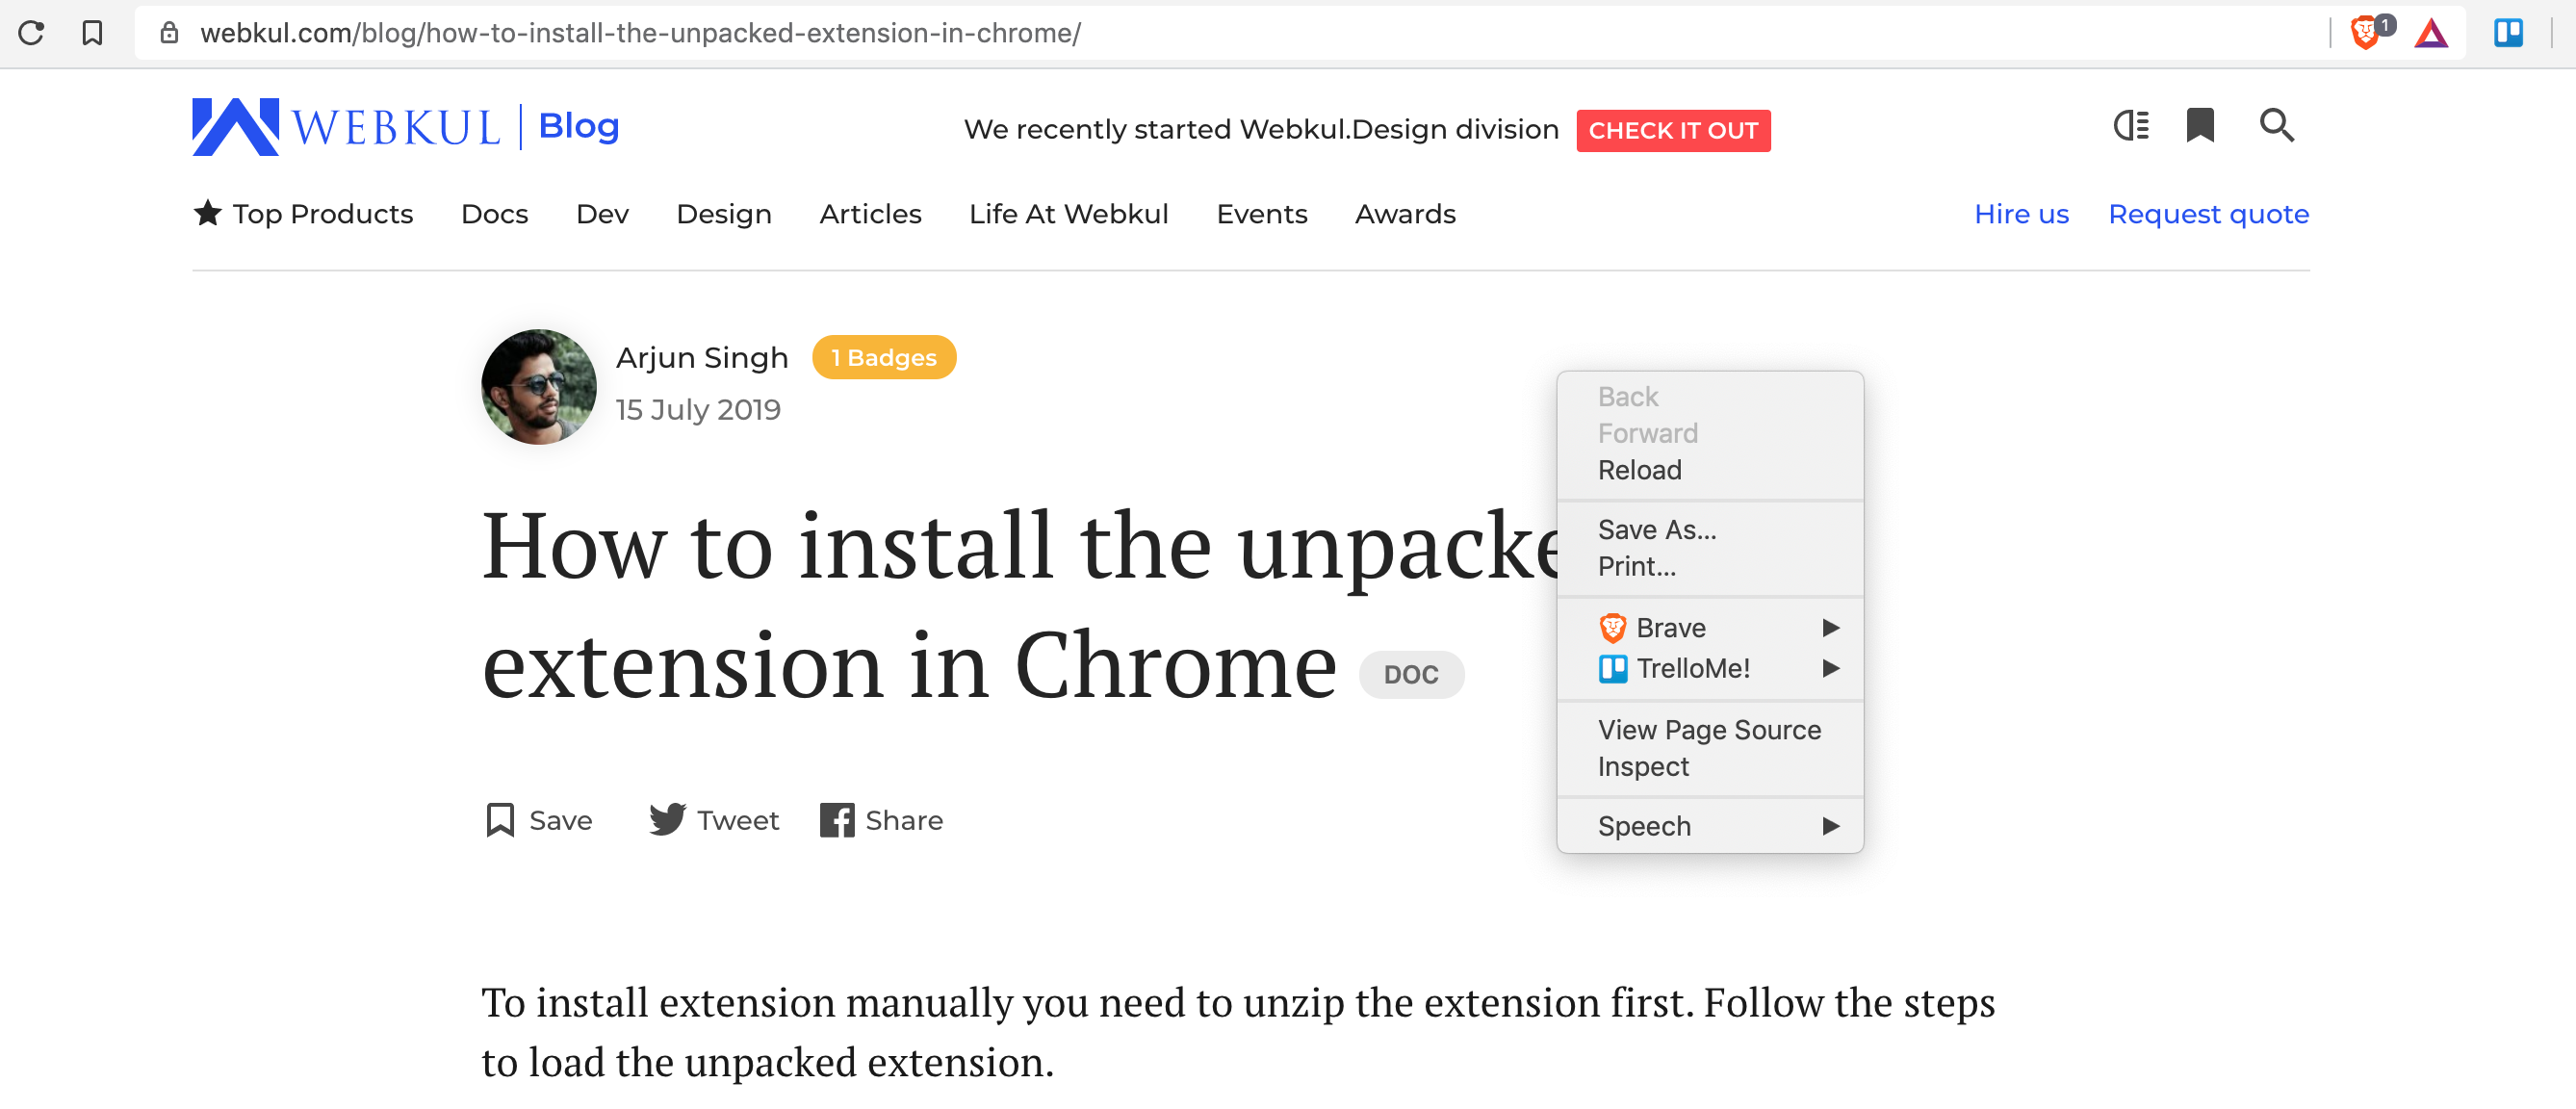 webkul.com/blog/how-to-install-the-unpacked-extension-in-chrome/
1
WEBKUL | Blog
We recently started Webkul.Design division CHECK IT OUT
Top Products Docs Dev Design Articles Life At Webkul Events Awards Hire us Request quote
Arjun Singh 1 Badges
15 July 2019
How to install the unpacke
extension in Chrome DOC
Save Tweet Share
Back
Forward
Reload
Save As...
Print...
Brave
TrelloMe!
View Page Source
Inspect
Speech
To install extension manually you need to unzip the extension first. Follow the steps
to load the unpacked extension.